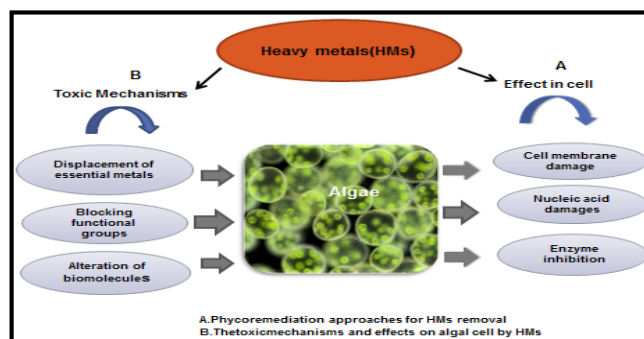 Heavy metals(HMs)
B
Toxic Mechanisms
A
Effect in cell
Displacement of
essential metals
Blocking
functional
groups
Alteration of
biomolecules
Algae
Cell membrane
damage
Nucleic acid
damages
Enzyme
inhibition
A.Phycoremediation approaches for HMs removal
B.Thetoxicmechanisms and effects on algal cell by HMs